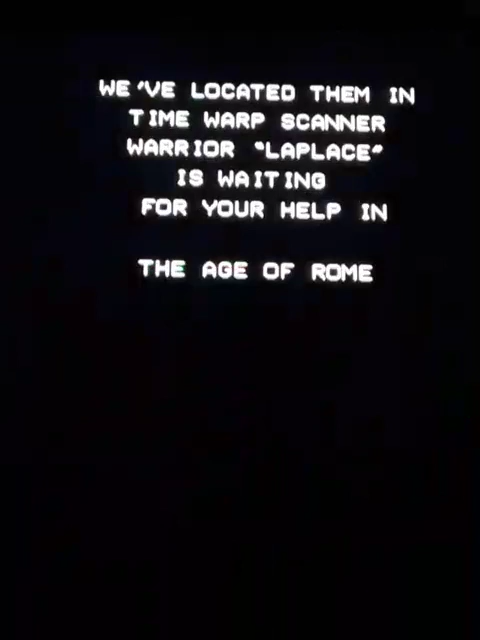 WE'VE LOCATED THEM IN
TIME WARP SCANNER
WARRIOR "LAPLACE"
IS WAITING
FOR YOUR HELP IN
THE AGE OF ROME